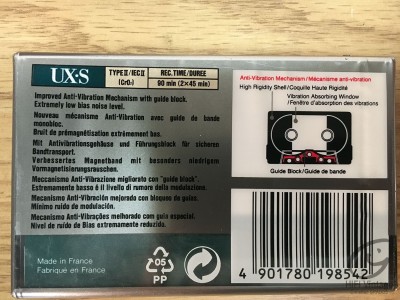 UX-S
TYPE II/IEC II
(CrO₂)
REC.TIME/DUREE
90 min (2×45 min)
Improved Anti-Vibration Mechanism with guide block.
Extremely low bias noise level.
Nouveau mécanisme Anti-Vibration avec guide de bande
monobloc.
Bruit de prémagnétisation extrêmement bas.
Mit Antivibrationsgehäuse und Führungsblock für sicheren
Bandtransport.
Verbessertes Magnetband mit besonders niedrigem
Vormagnetisierungsrauschen.
Meccanismo Anti-Vibrazione migliorato con "guide block".
Estremamente basso è il livello di rumore della modulazione.
Mecanismo Anti-Vibración mejorado con bloques de guías.
Mínimo ruido de modulación.
Mecanismo Anti-Vibrações melhorado com guia especial.
Nivel de ruído de Bias extremamente reduzido.
Made in France
Fabriqué en France
05
PP
Anti-Vibration Mechanism/Mécanisme anti-vibration
High Rigidity Shell/Coquille Haute Rigidité
Vibration Absorbing Window
/Fenêtre d'absorption des vibrations
Guide Block/Guide de bande
4 901780 198542